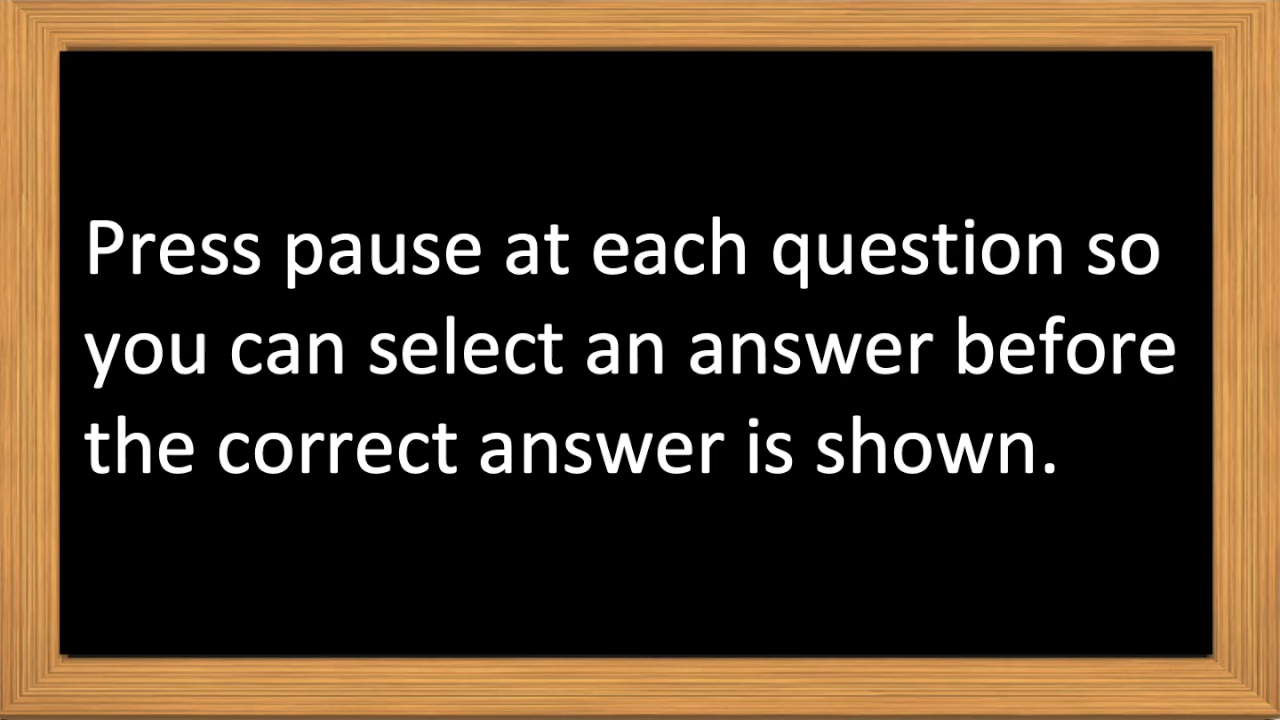 Press pause at each question so
you can select an answer before
the correct answer is shown.